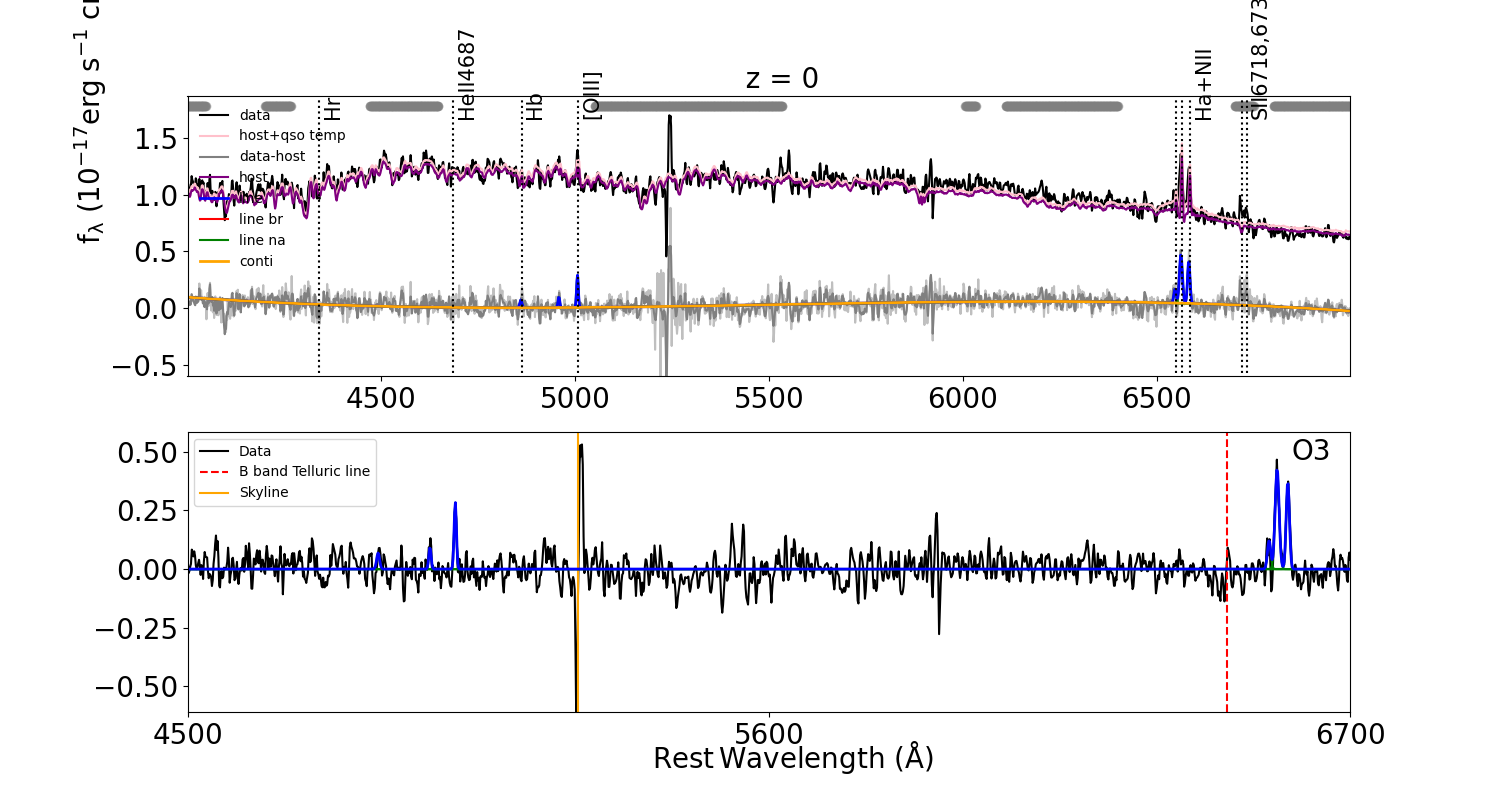 z = 0
f_λ (10⁻¹⁷erg s⁻¹
Hr
HeII4687
Hb
[OIII]
Ha+NII
SII6718,673
data
host+qso temp
data-host
host
line br
line na
conti
1.5
1.0
0.5
0.0
−0.5
4500 5000 5500 6000 6500
Data
B band Telluric line
Skyline
O3
0.50
0.25
0.00
−0.25
−0.50
4500 5600 6700
Rest Wavelength (Å)